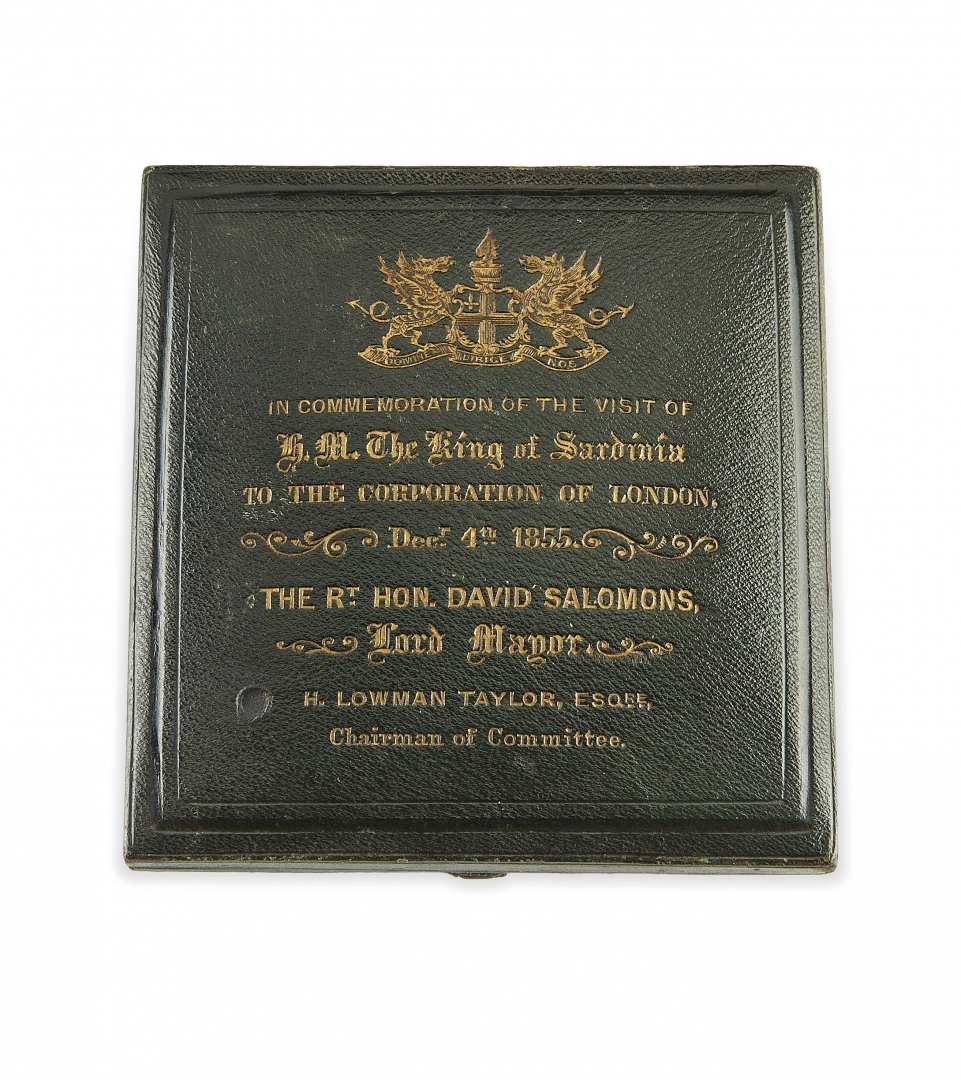 DOMINE DIRIGE NOS
IN COMMEMORATION OF THE VISIT OF
H.M. The King of Sardinia
TO THE CORPORATION OF LONDON,
Decr 4th 1855.
THE RT HON. DAVID SALOMONS,
Lord Mayor.
H. LOWMAN TAYLOR, ESQRE,
Chairman of Committee.